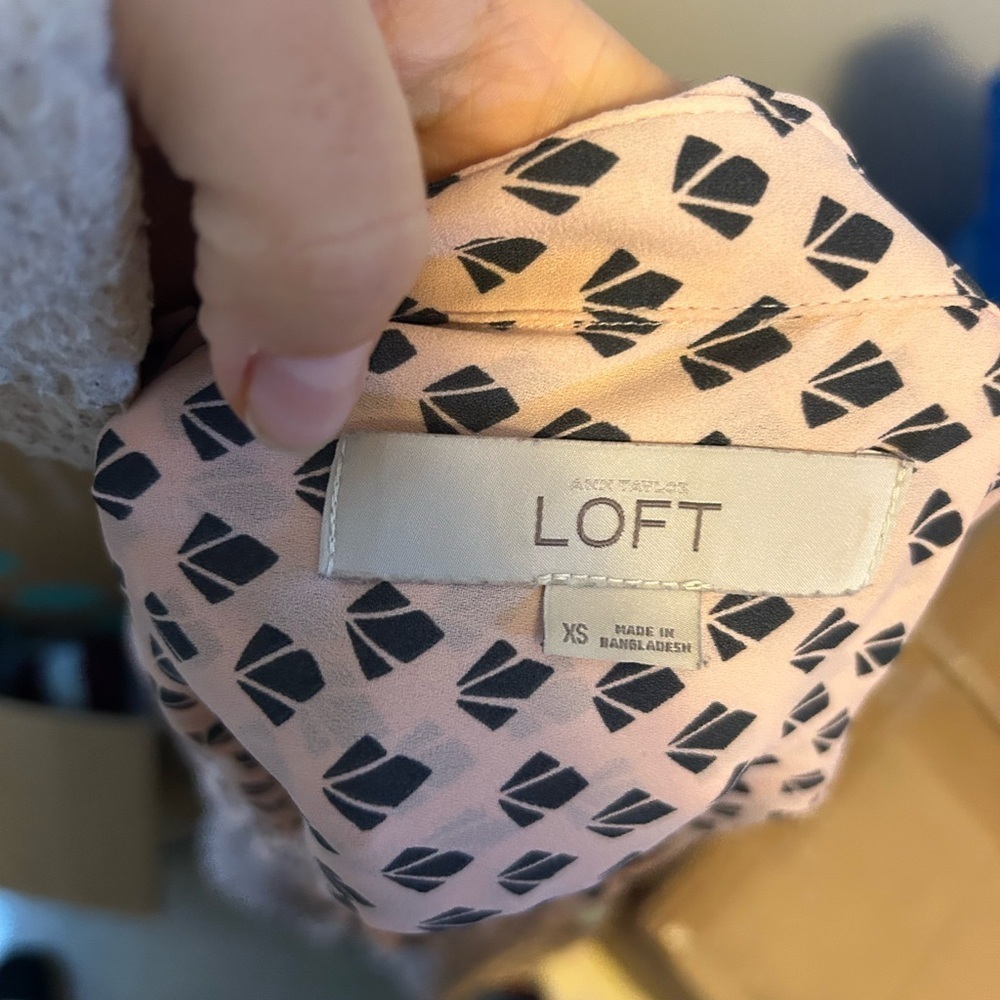 ANN TAYLOR
LOFT
XS
MADE IN
BANGLADESH